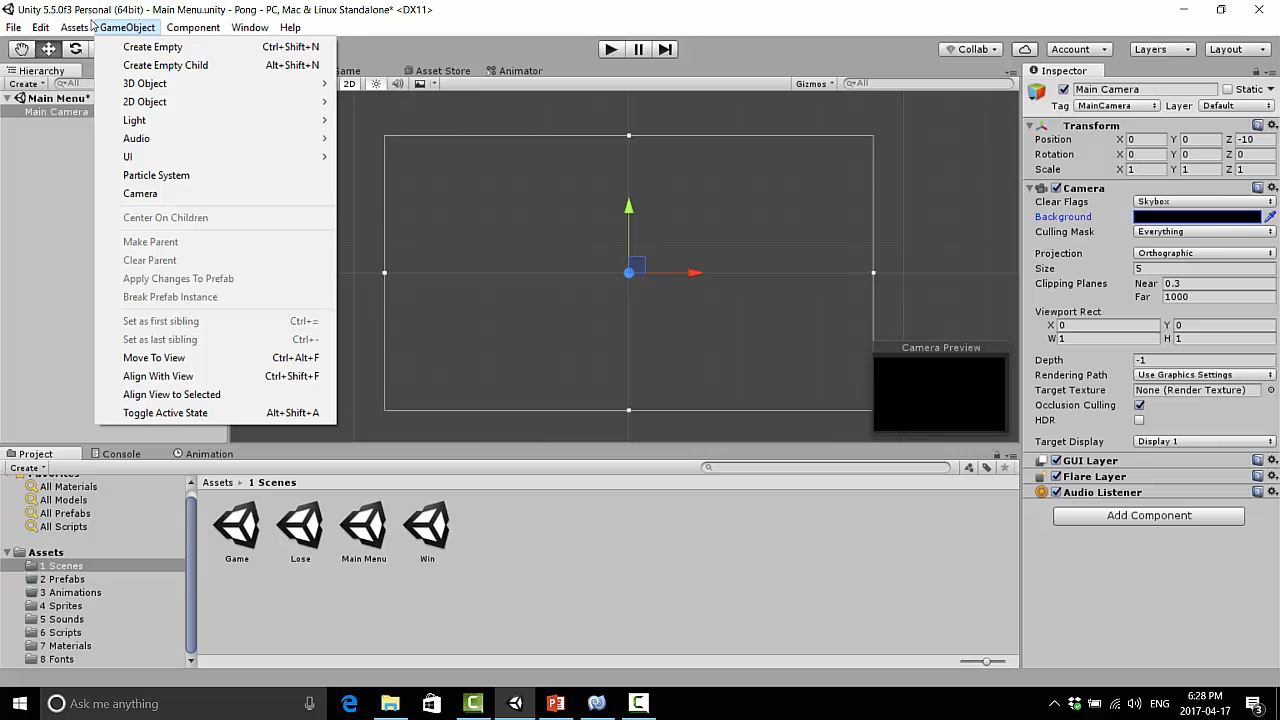 Unity 5.5.0f3 Personal (64bit) - Main Menu.unity - Pong - PC, Mac & Linux Standalone* <DX11>
File Edit Assets GameObject Component Window Help
Collab Account Layers Layout
Hierarchy
Create All
Main Menu*
Main Camera
Create Empty Ctrl+Shift+N
Create Empty Child Alt+Shift+N
3D Object
2D Object
Light
Audio
UI
Particle System
Camera
Center On Children
Make Parent
Clear Parent
Apply Changes To Prefab
Break Prefab Instance
Set as first sibling Ctrl+=
Set as last sibling Ctrl+-
Move To View Ctrl+Alt+F
Align With View Ctrl+Shift+F
Align View to Selected
Toggle Active State Alt+Shift+A
Game Asset Store Animator
2D Gizmos All
Camera Preview
Inspector
Main Camera Static
Tag MainCamera Layer Default
Transform
Position X 0 Y 0 Z -10
Rotation X 0 Y 0 Z 0
Scale X 1 Y 1 Z 1
Camera
Clear Flags Skybox
Background
Culling Mask Everything
Projection Orthographic
Size 5
Clipping Planes Near 0.3
Far 1000
Viewport Rect
X 0 Y 0
W 1 H 1
Depth -1
Rendering Path Use Graphics Settings
Target Texture None (Render Texture)
Occlusion Culling
HDR
Target Display Display 1
GUI Layer
Flare Layer
Audio Listener
Add Component
Project Console Animation
Create
Favorites
All Materials
All Models
All Prefabs
All Scripts
Assets
1 Scenes
2 Prefabs
3 Animations
4 Sprites
5 Sounds
6 Scripts
7 Materials
8 Fonts
Assets 1 Scenes
Game Lose Main Menu Win
Ask me anything
ENG
6:28 PM
2017-04-17